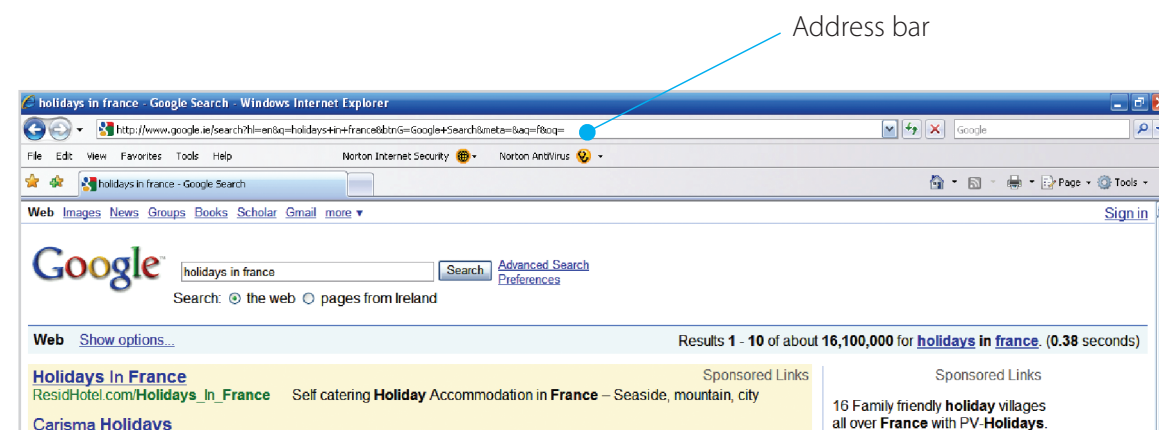 Address bar
holidays in france - Google Search - Windows Internet Explorer
http://www.google.ie/search?hl=en&q=holidays+in+france&btnG=Google+Search&meta=&aq=f&oq=
Google
File Edit View Favorites Tools Help Norton Internet Security Norton AntiVirus
holidays in france - Google Search Page Tools
Web Images News Groups Books Scholar Gmail more Sign in
Google holidays in france Search Advanced Search
Preferences
Search: the web pages from Ireland
Web Show options... Results 1 - 10 of about 16,100,000 for holidays in france. (0.38 seconds)
Holidays In France Sponsored Links
ResidHotel.com/Holidays_In_France Self catering Holiday Accommodation in France – Seaside, mountain, city
Carisma Holidays
Sponsored Links
16 Family friendly holiday villages
all over France with PV-Holidays.